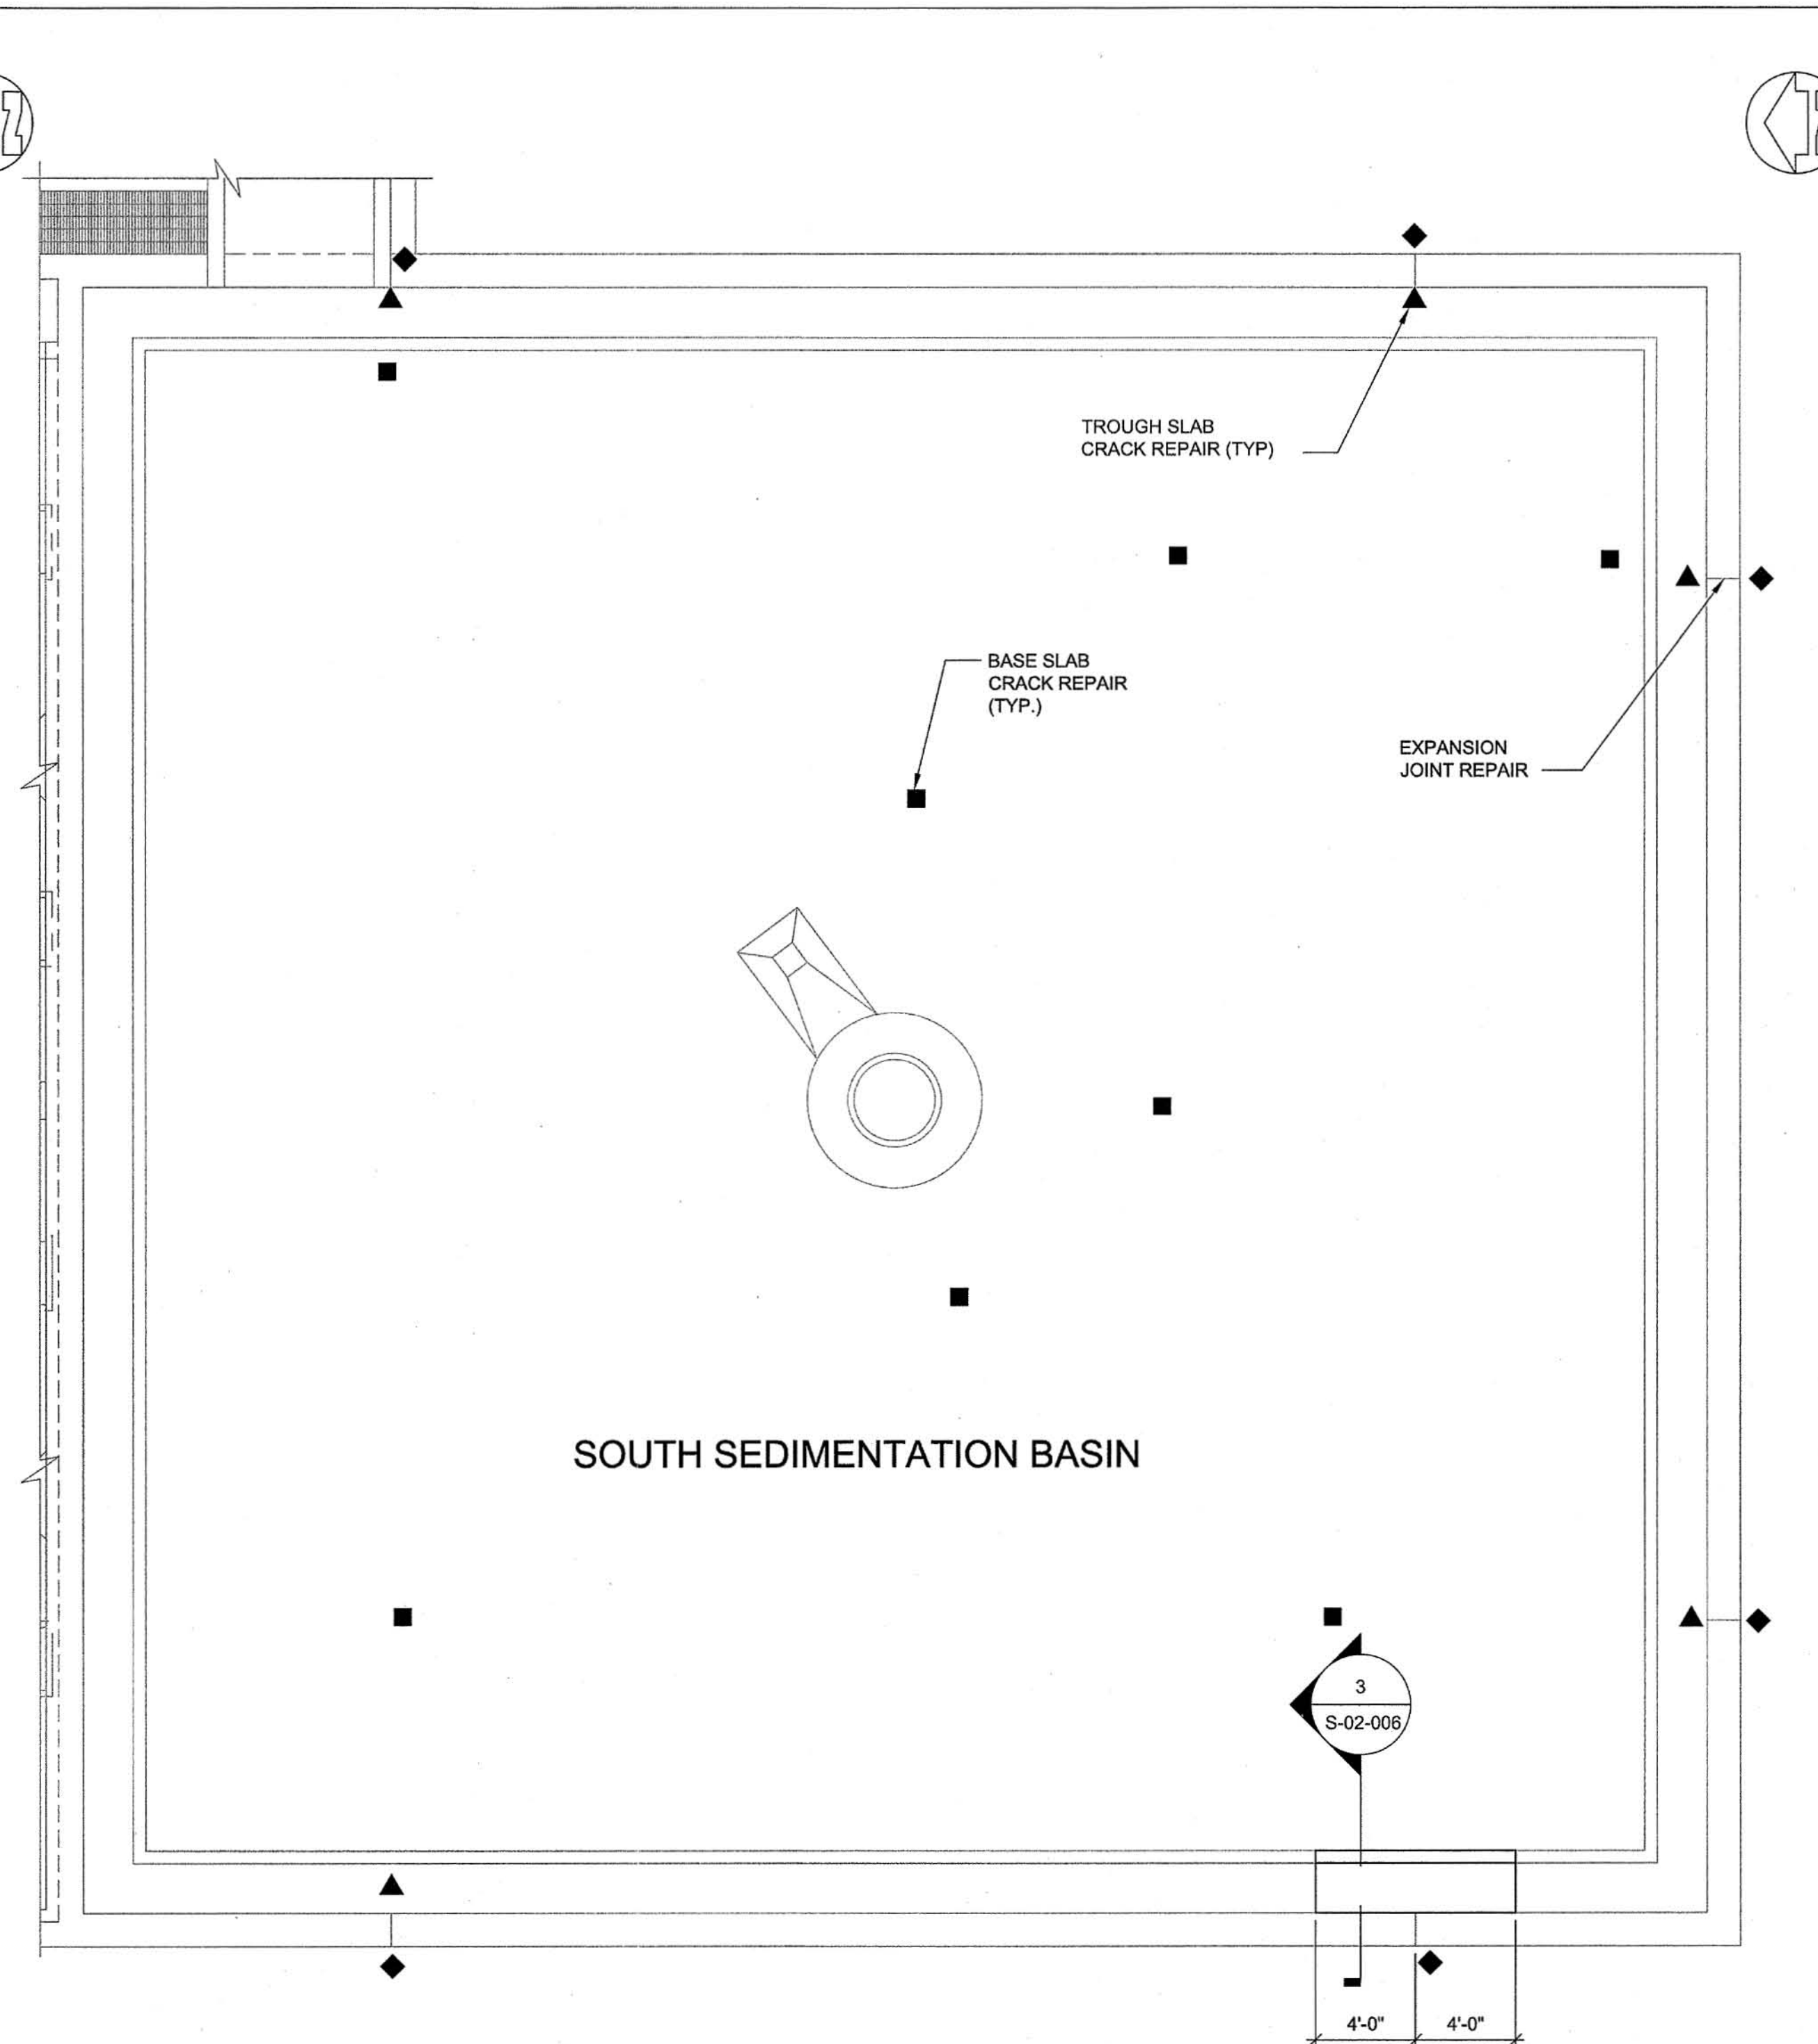 TROUGH SLAB
CRACK REPAIR (TYP)
BASE SLAB
CRACK REPAIR
(TYP.)
EXPANSION
JOINT REPAIR
SOUTH SEDIMENTATION BASIN
3
S-02-006
4'-0" 4'-0"